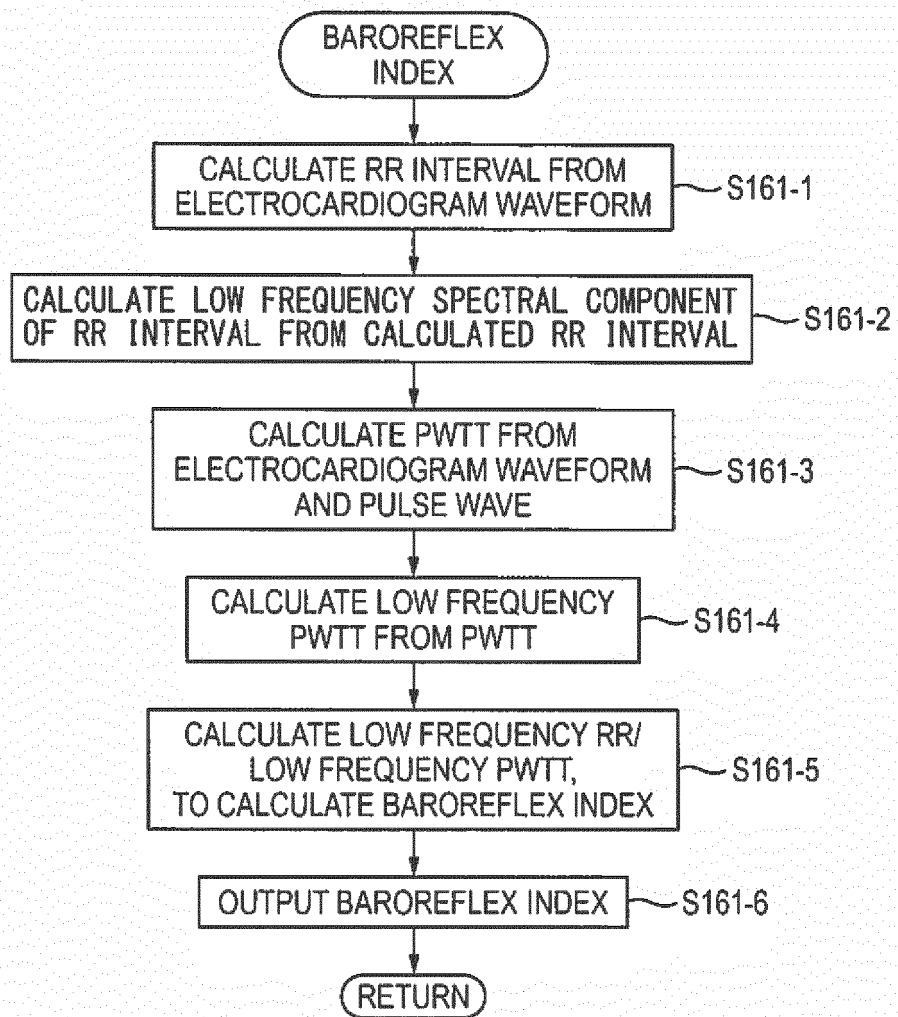 BAROREFLEX
INDEX
CALCULATE RR INTERVAL FROM
ELECTROCARDIOGRAM WAVEFORM
S161-1
CALCULATE LOW FREQUENCY SPECTRAL COMPONENT
OF RR INTERVAL FROM CALCULATED RR INTERVAL
S161-2
CALCULATE PWTT FROM
ELECTROCARDIOGRAM WAVEFORM
AND PULSE WAVE
S161-3
CALCULATE LOW FREQUENCY
PWTT FROM PWTT
S161-4
CALCULATE LOW FREQUENCY RR/
LOW FREQUENCY PWTT,
TO CALCULATE BAROREFLEX INDEX
S161-5
OUTPUT BAROREFLEX INDEX
S161-6
RETURN